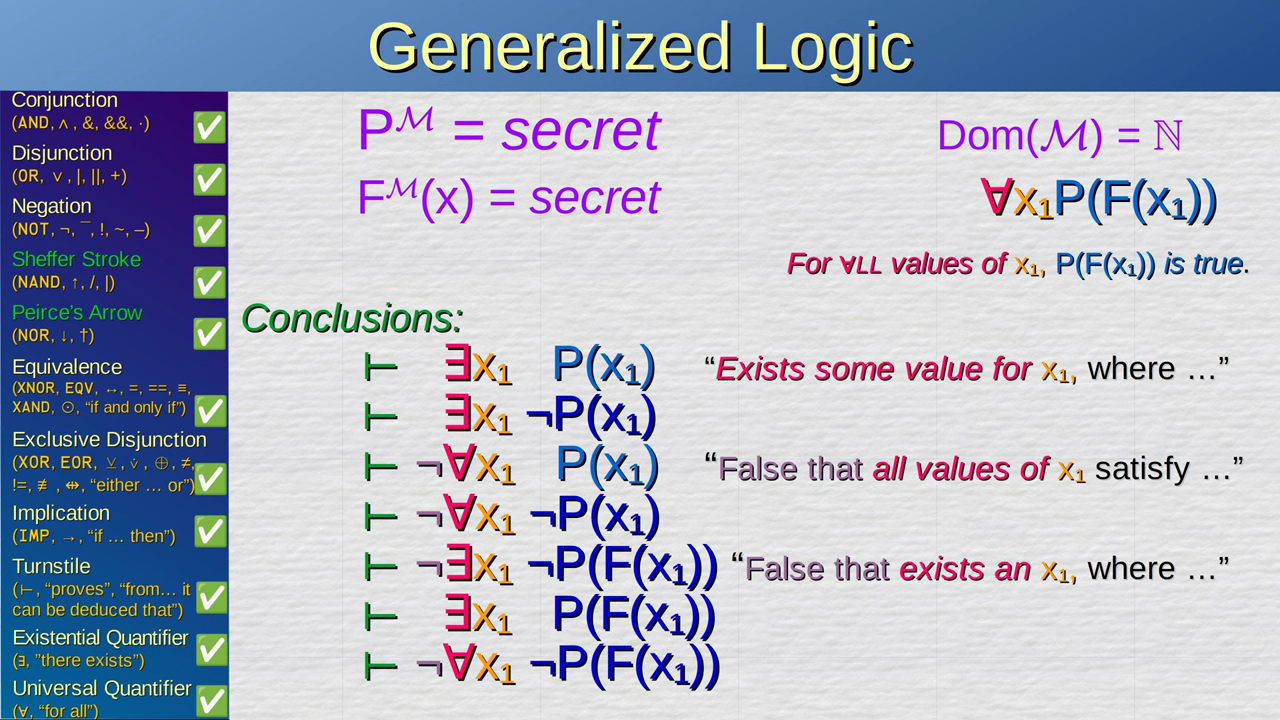 Generalized Logic
Conjunction
(AND, ∧, &, &&, ·)
Disjunction
(OR, ∨, |, ||, +)
Negation
(NOT, ¬, ‾, !, ~, –)
Sheffer Stroke
(NAND, ↑, /, |)
Peirce's Arrow
(NOR, ↓, †)
Equivalence
(XNOR, EQV, ↔, =, ==, ≡,
XAND, ⊙, “if and only if”)
Exclusive Disjunction
(XOR, EOR, ⊻, v̇, ⊕, ≠,
!=, ≢, ⇹, “either … or”)
Implication
(IMP, →, “if … then”)
Turnstile
(⊢, “proves”, “from… it
can be deduced that”)
Existential Quantifier
(∃, ”there exists”)
Universal Quantifier
(∀, “for all”)
Pᴹ = secret
Fᴹ(x) = secret
Dom(ℳ) = ℕ
∀x₁P(F(x₁))
For ∀LL values of x₁, P(F(x₁)) is true.
Conclusions:
⊢ ∃x₁ P(x₁) “Exists some value for x₁, where …”
⊢ ∃x₁ ¬P(x₁)
⊢ ¬∀x₁ P(x₁) “False that all values of x₁ satisfy …”
⊢ ¬∀x₁ ¬P(x₁)
⊢ ¬∃x₁ ¬P(F(x₁)) “False that exists an x₁, where …”
⊢ ∃x₁ P(F(x₁))
⊢ ¬∀x₁ ¬P(F(x₁))